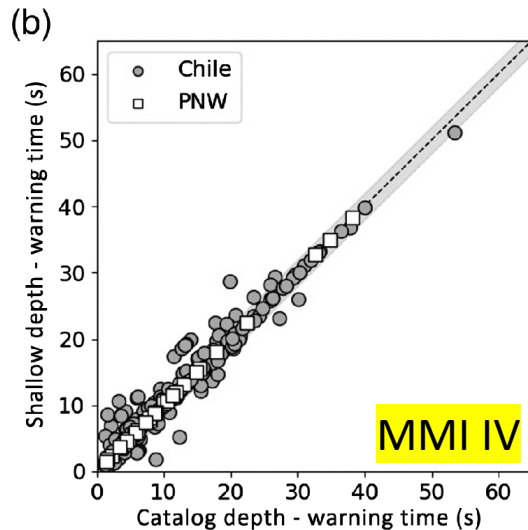 (b)
Chile
PNW
Shallow depth - warning time (s)
60
50
40
30
20
10
0
MMI IV
0 10 20 30 40 50 60
Catalog depth - warning time (s)